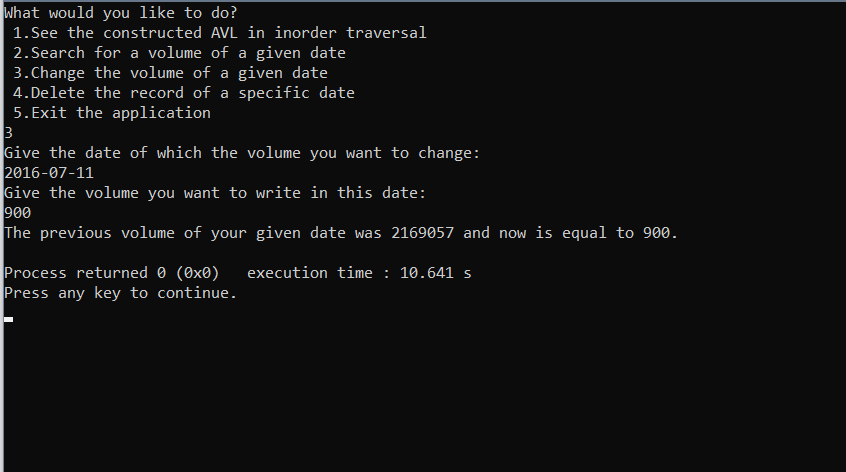 What would you like to do?
1.See the constructed AVL in inorder traversal
2.Search for a volume of a given date
3.Change the volume of a given date
4.Delete the record of a specific date
5.Exit the application
3
Give the date of which the volume you want to change:
2016-07-11
Give the volume you want to write in this date:
900
The previous volume of your given date was 2169057 and now is equal to 900.
Process returned 0 (0x0)   execution time : 10.641 s
Press any key to continue.